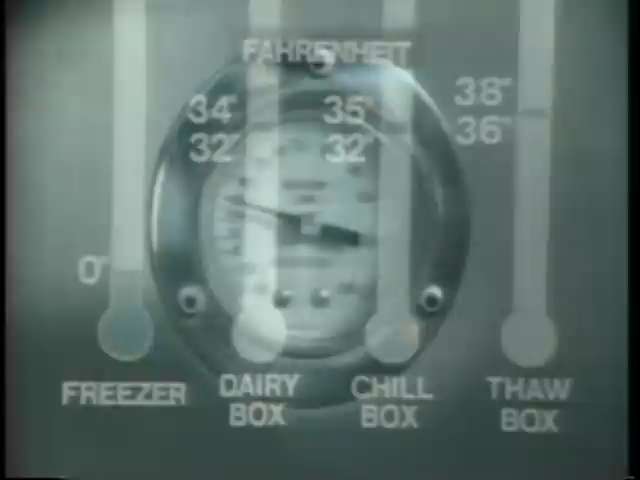 FAHRENHEIT
34° 35° 38°
32° 32° 36°
0°
FREEZER DAIRY BOX CHILL BOX THAW BOX